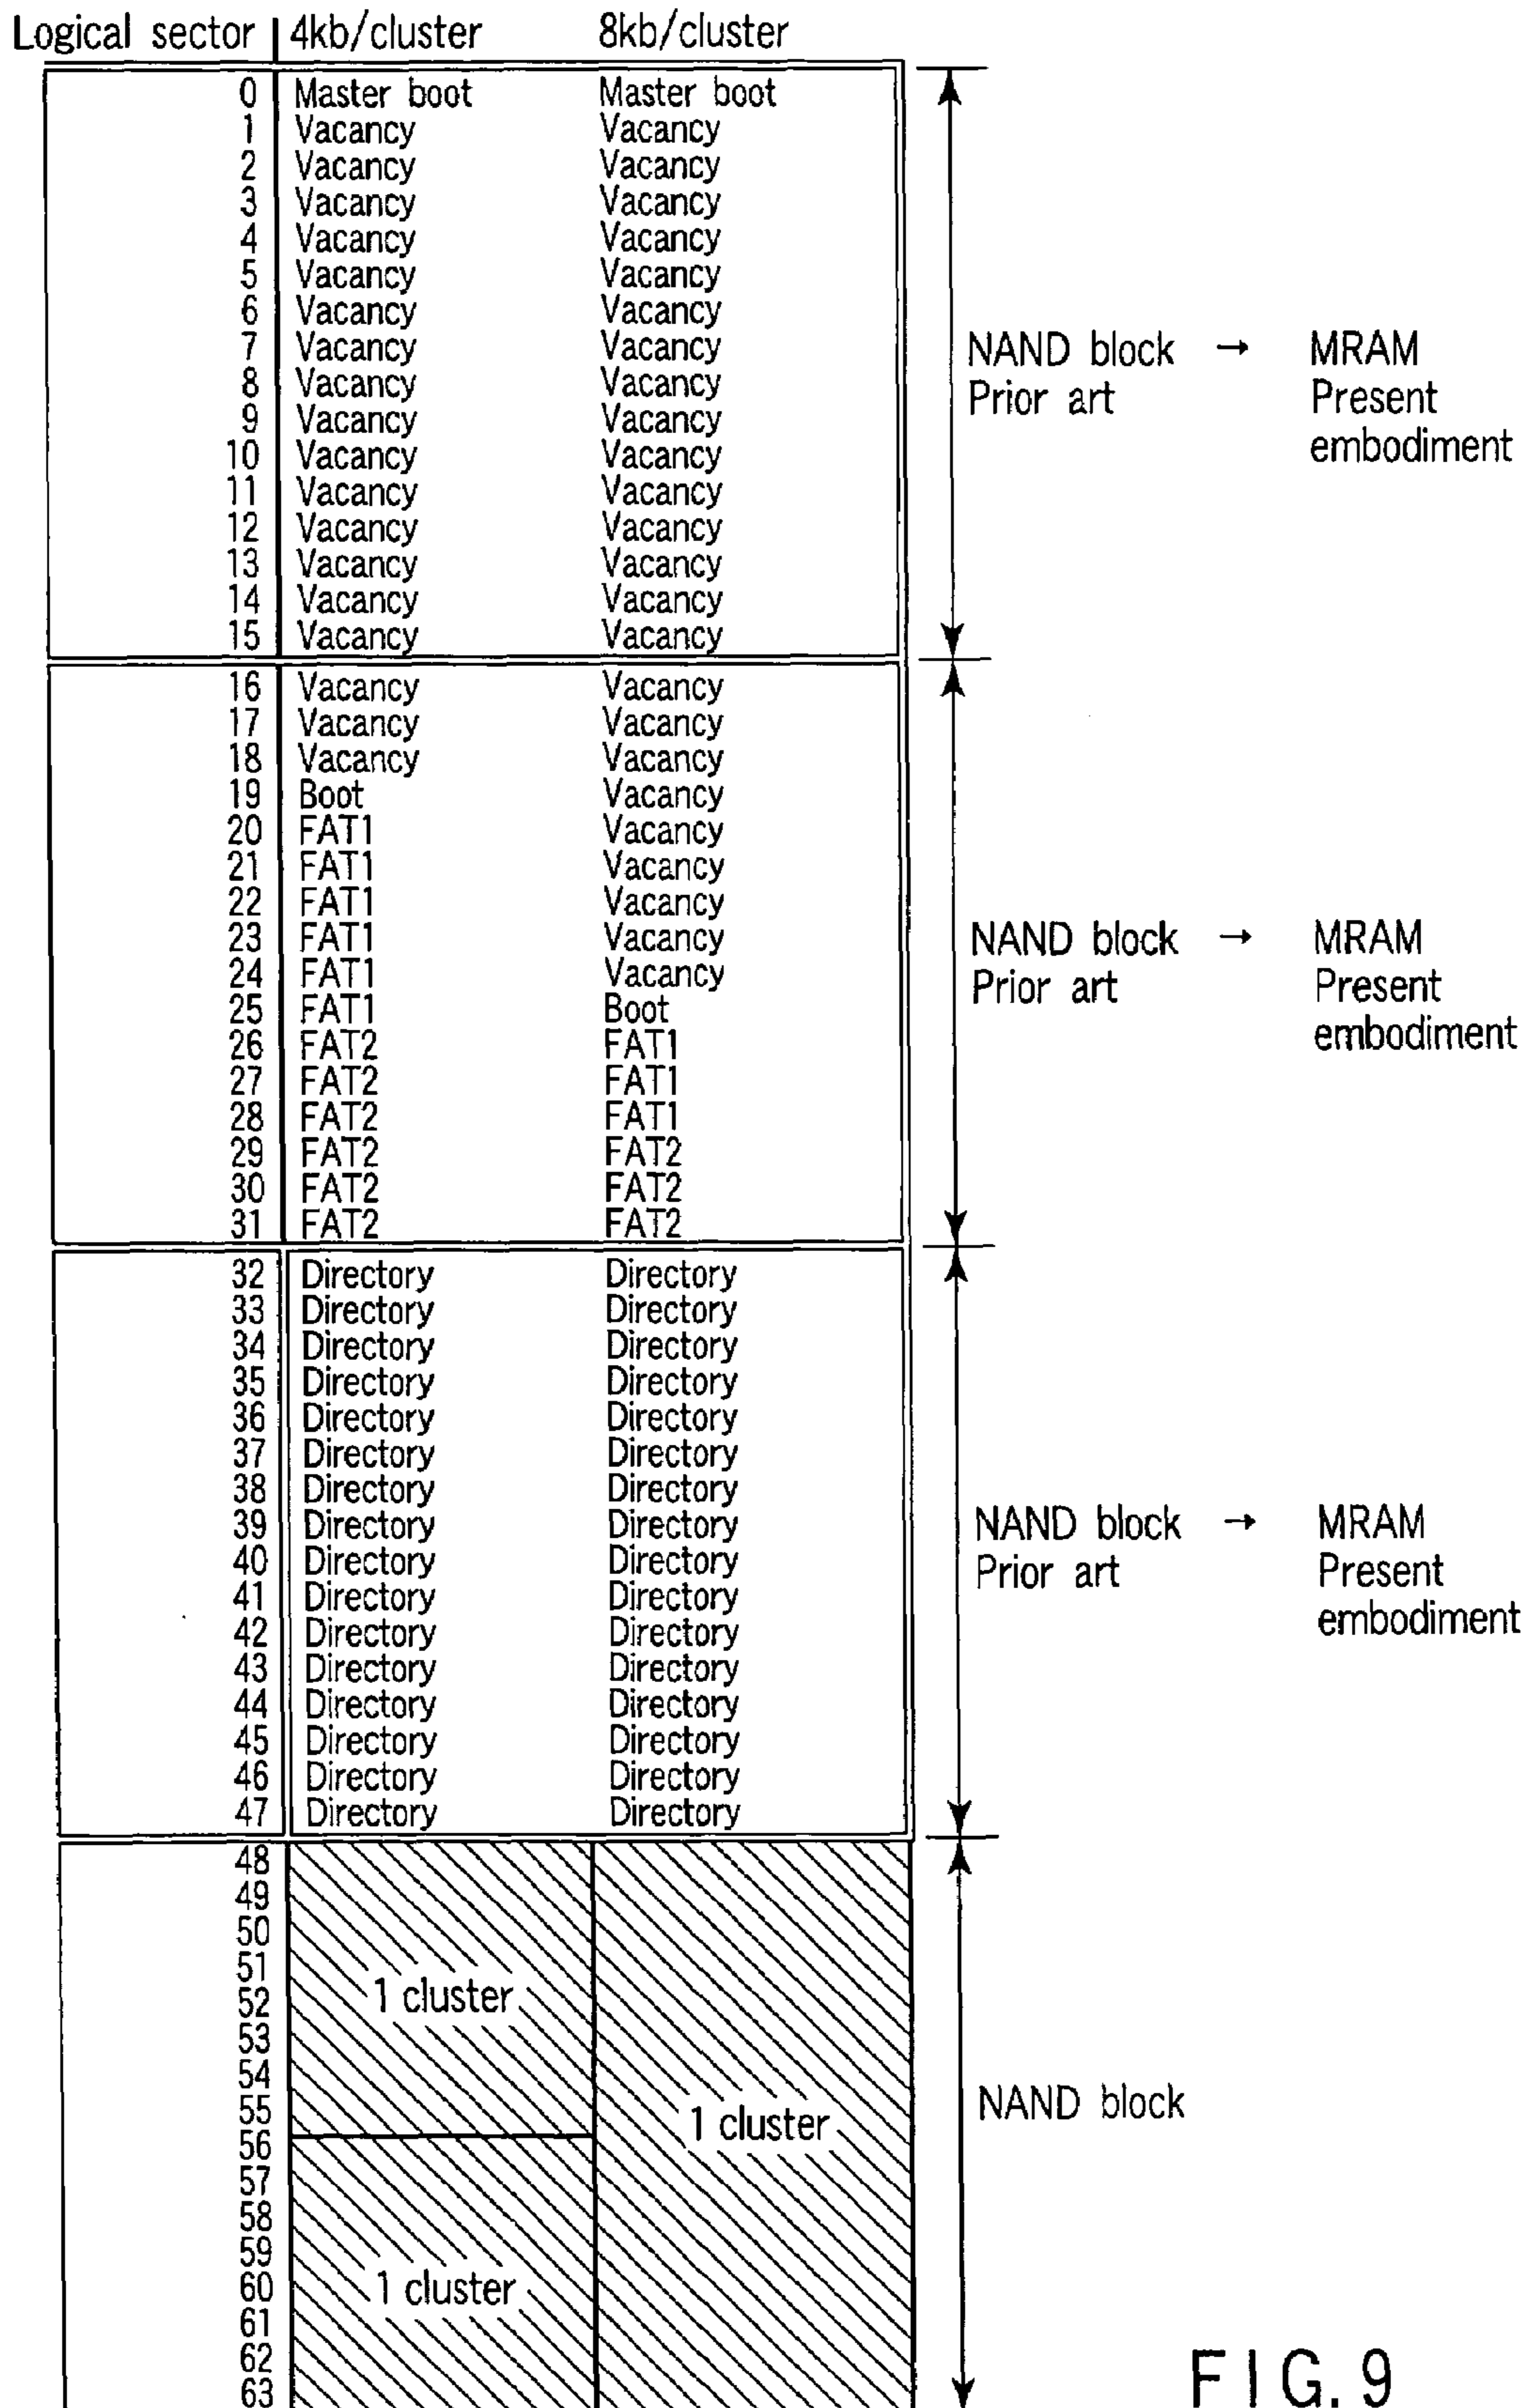 Logical sector 4kb/cluster 8kb/cluster
0 Master boot Master boot
1 Vacancy Vacancy
2 Vacancy Vacancy
3 Vacancy Vacancy
4 Vacancy Vacancy
5 Vacancy Vacancy
6 Vacancy Vacancy
7 Vacancy Vacancy
8 Vacancy Vacancy
9 Vacancy Vacancy
10 Vacancy Vacancy
11 Vacancy Vacancy
12 Vacancy Vacancy
13 Vacancy Vacancy
14 Vacancy Vacancy
15 Vacancy Vacancy
NAND block → MRAM
Prior art Present
embodiment
16 Vacancy Vacancy
17 Vacancy Vacancy
18 Vacancy Vacancy
19 Boot Vacancy
20 FAT1 Vacancy
21 FAT1 Vacancy
22 FAT1 Vacancy
23 FAT1 Vacancy
24 FAT1 Vacancy
25 FAT1 Boot
26 FAT2 FAT1
27 FAT2 FAT1
28 FAT2 FAT1
29 FAT2 FAT2
30 FAT2 FAT2
31 FAT2 FAT2
NAND block → MRAM
Prior art Present
embodiment
32 Directory Directory
33 Directory Directory
34 Directory Directory
35 Directory Directory
36 Directory Directory
37 Directory Directory
38 Directory Directory
39 Directory Directory
40 Directory Directory
41 Directory Directory
42 Directory Directory
43 Directory Directory
44 Directory Directory
45 Directory Directory
46 Directory Directory
47 Directory Directory
NAND block → MRAM
Prior art Present
embodiment
48
49
50
51
52
53
54
55
56
57
58
59
60
61
62
63
1 cluster
1 cluster
1 cluster
NAND block
FIG. 9